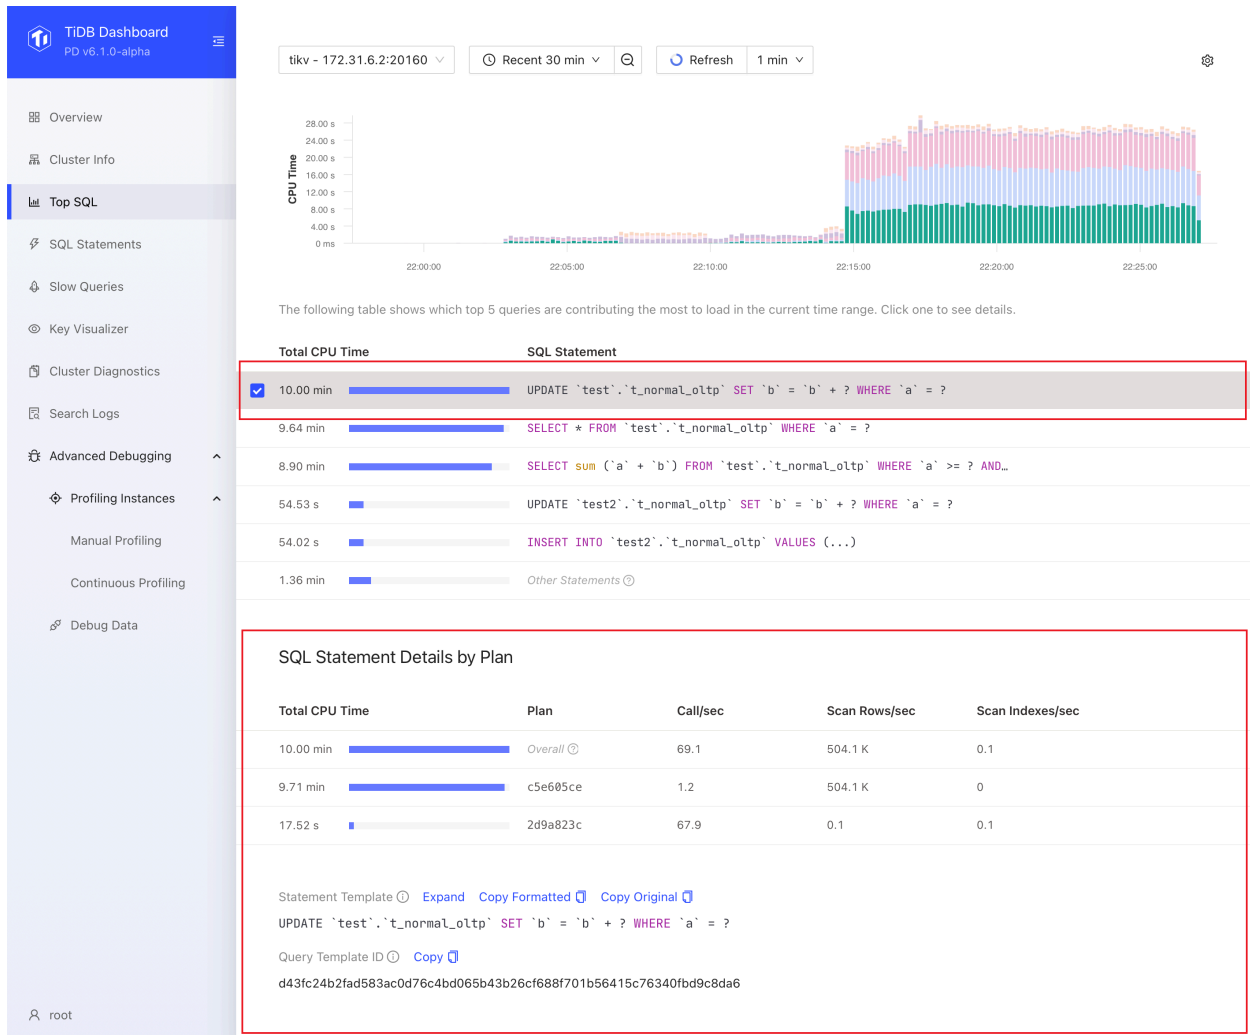 TiDB Dashboard
PD v6.1.0-alpha
Overview
Cluster Info
Top SQL
SQL Statements
Slow Queries
Key Visualizer
Cluster Diagnostics
Search Logs
Advanced Debugging
Profiling Instances
Manual Profiling
Continuous Profiling
Debug Data
root
tikv - 172.31.6.2:20160
Recent 30 min
Refresh
1 min
CPU Time
28.00 s
24.00 s
20.00 s
16.00 s
12.00 s
8.00 s
4.00 s
0 ms
22:00:00 22:05:00 22:10:00 22:15:00 22:20:00 22:25:00
The following table shows which top 5 queries are contributing the most to load in the current time range. Click one to see details.
Total CPU Time SQL Statement
10.00 min UPDATE `test`.`t_normal_oltp` SET `b` = `b` + ? WHERE `a` = ?
9.64 min SELECT * FROM `test`.`t_normal_oltp` WHERE `a` = ?
8.90 min SELECT sum (`a` + `b`) FROM `test`.`t_normal_oltp` WHERE `a` >= ? AND…
54.53 s UPDATE `test2`.`t_normal_oltp` SET `b` = `b` + ? WHERE `a` = ?
54.02 s INSERT INTO `test2`.`t_normal_oltp` VALUES (...)
1.36 min Other Statements
SQL Statement Details by Plan
Total CPU Time Plan Call/sec Scan Rows/sec Scan Indexes/sec
10.00 min Overall 69.1 504.1 K 0.1
9.71 min c5e605ce 1.2 504.1 K 0
17.52 s 2d9a823c 67.9 0.1 0.1
Statement Template Expand Copy Formatted Copy Original
UPDATE `test`.`t_normal_oltp` SET `b` = `b` + ? WHERE `a` = ?
Query Template ID Copy
d43fc24b2fad583ac0d76c4bd065b43b26cf688f701b56415c76340fbd9c8da6